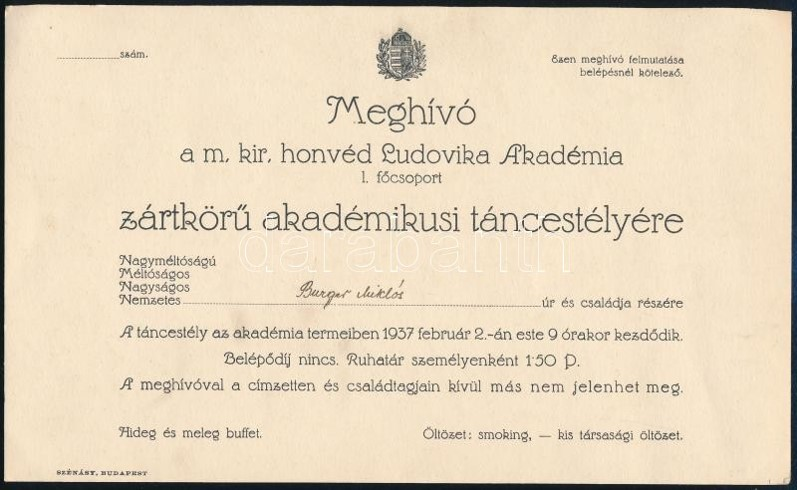 ............ szám.
Ezen meghívó felmutatása
belépésnél kötelező.
Meghívó
a m. kir. honvéd Ludovika Akadémia
I. főcsoport
zártkörű akadémikusi táncestélyére
darabanth
Nagyméltóságú
Méltóságos
Nagyságos
Nemzetes Burger Miklós úr és családja részére
A táncestély az akadémia termeiben 1937 február 2.-án este 9 órakor kezdődik.
Belépődíj nincs. Ruhatár személyenként 1·50 P.
A meghívóval a címzetten és családtagjain kívül más nem jelenhet meg.
Hideg és meleg buffet.
Öltözet: smoking, — kis társasági öltözet.
SZÉNÁSY, BUDAPEST